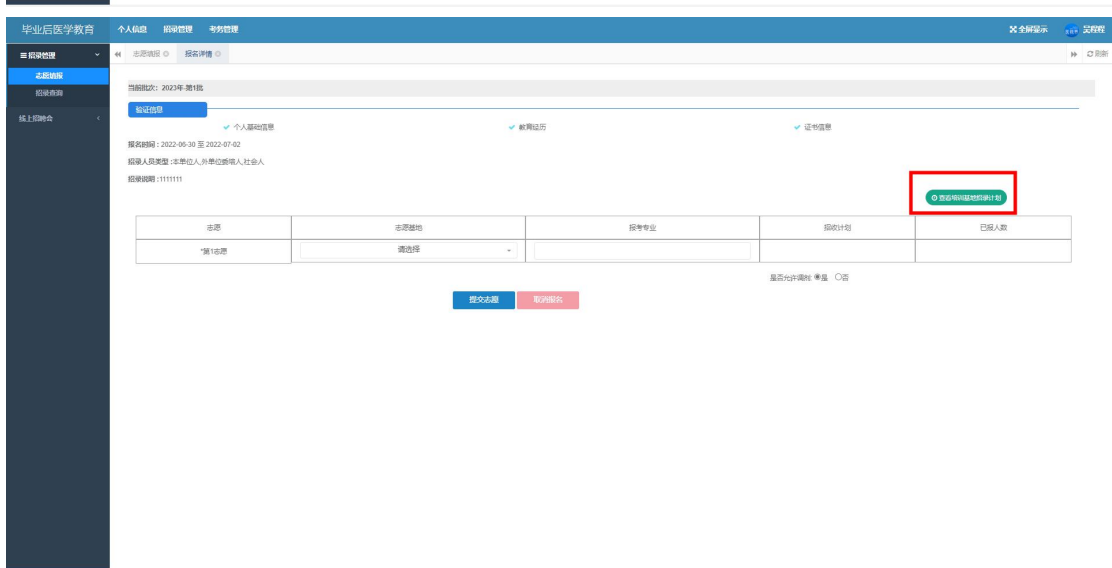 毕业后医学教育 个人信息 招录管理 考务管理 全屏显示 吴程程
招录管理 志愿填报 报名详情 刷新
志愿填报
招录查询
线上招聘会
当前批次：2023年-第1批
验证信息
个人基础信息 教育经历 证书信息
报名时间：2022-06-30 至 2022-07-02
招录人员类型：本单位人,外单位委培人,社会人
招录说明：1111111
查看培训基地招录计划
志愿 志愿基地 报考专业 招收计划 已报人数
*第1志愿 请选择
是否允许调剂 是 否
提交志愿 取消报名